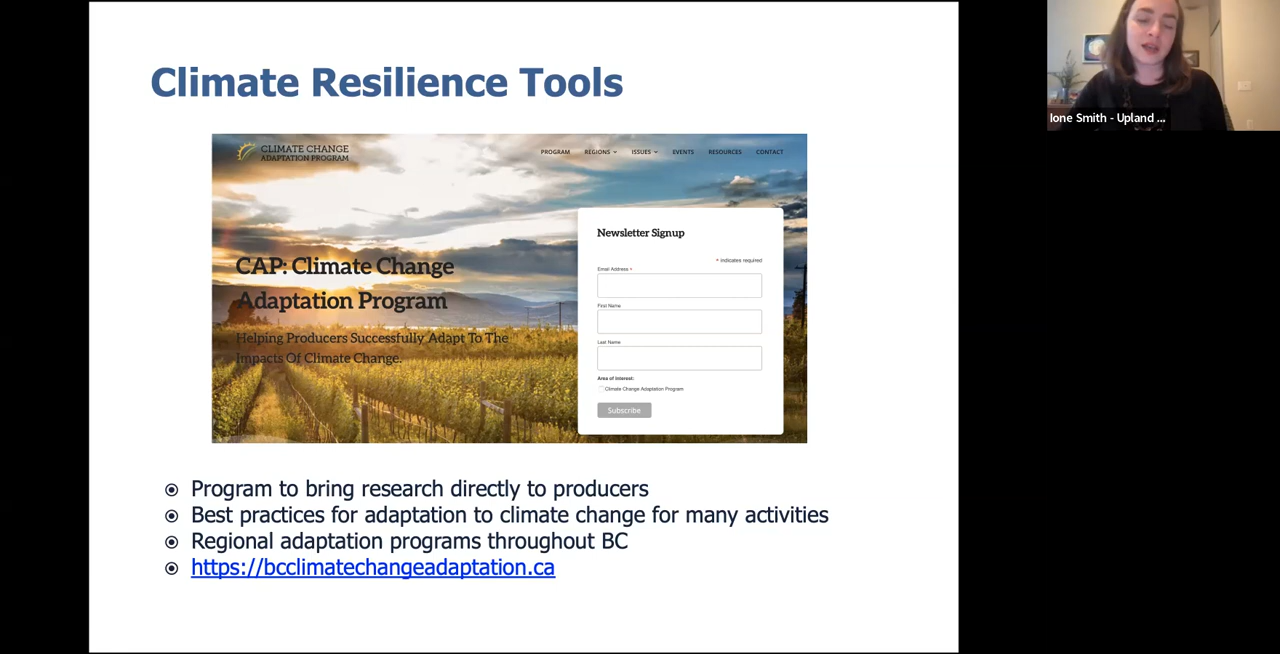 Climate Resilience Tools
CLIMATE CHANGE
ADAPTATION PROGRAM
PROGRAM REGIONS ISSUES EVENTS RESOURCES CONTACT
CAP: Climate Change
Adaptation Program
Helping Producers Successfully Adapt To The
Impacts Of Climate Change.
Newsletter Signup
* indicates required
Email Address *
First Name
Last Name
Area of Interest:
Climate Change Adaptation Program
Subscribe
Program to bring research directly to producers
Best practices for adaptation to climate change for many activities
Regional adaptation programs throughout BC
https://bcclimatechangeadaptation.ca
Ione Smith - Upland ...